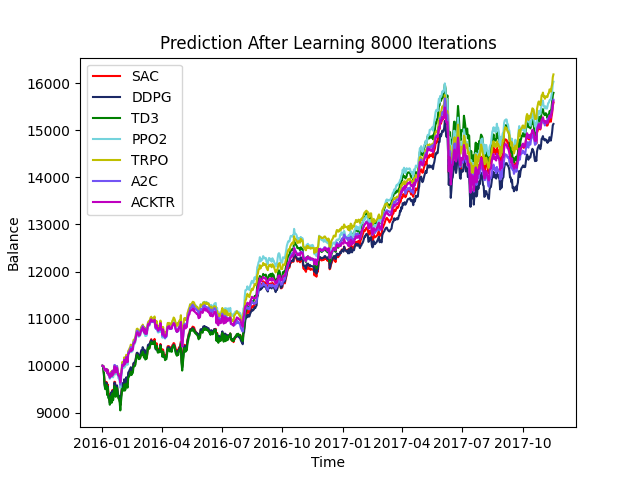 Prediction After Learning 8000 Iterations
SAC
DDPG
TD3
PPO2
TRPO
A2C
ACKTR
16000
15000
14000
13000
12000
11000
10000
9000
Balance
2016-01 2016-04 2016-07 2016-10 2017-01 2017-04 2017-07 2017-10
Time